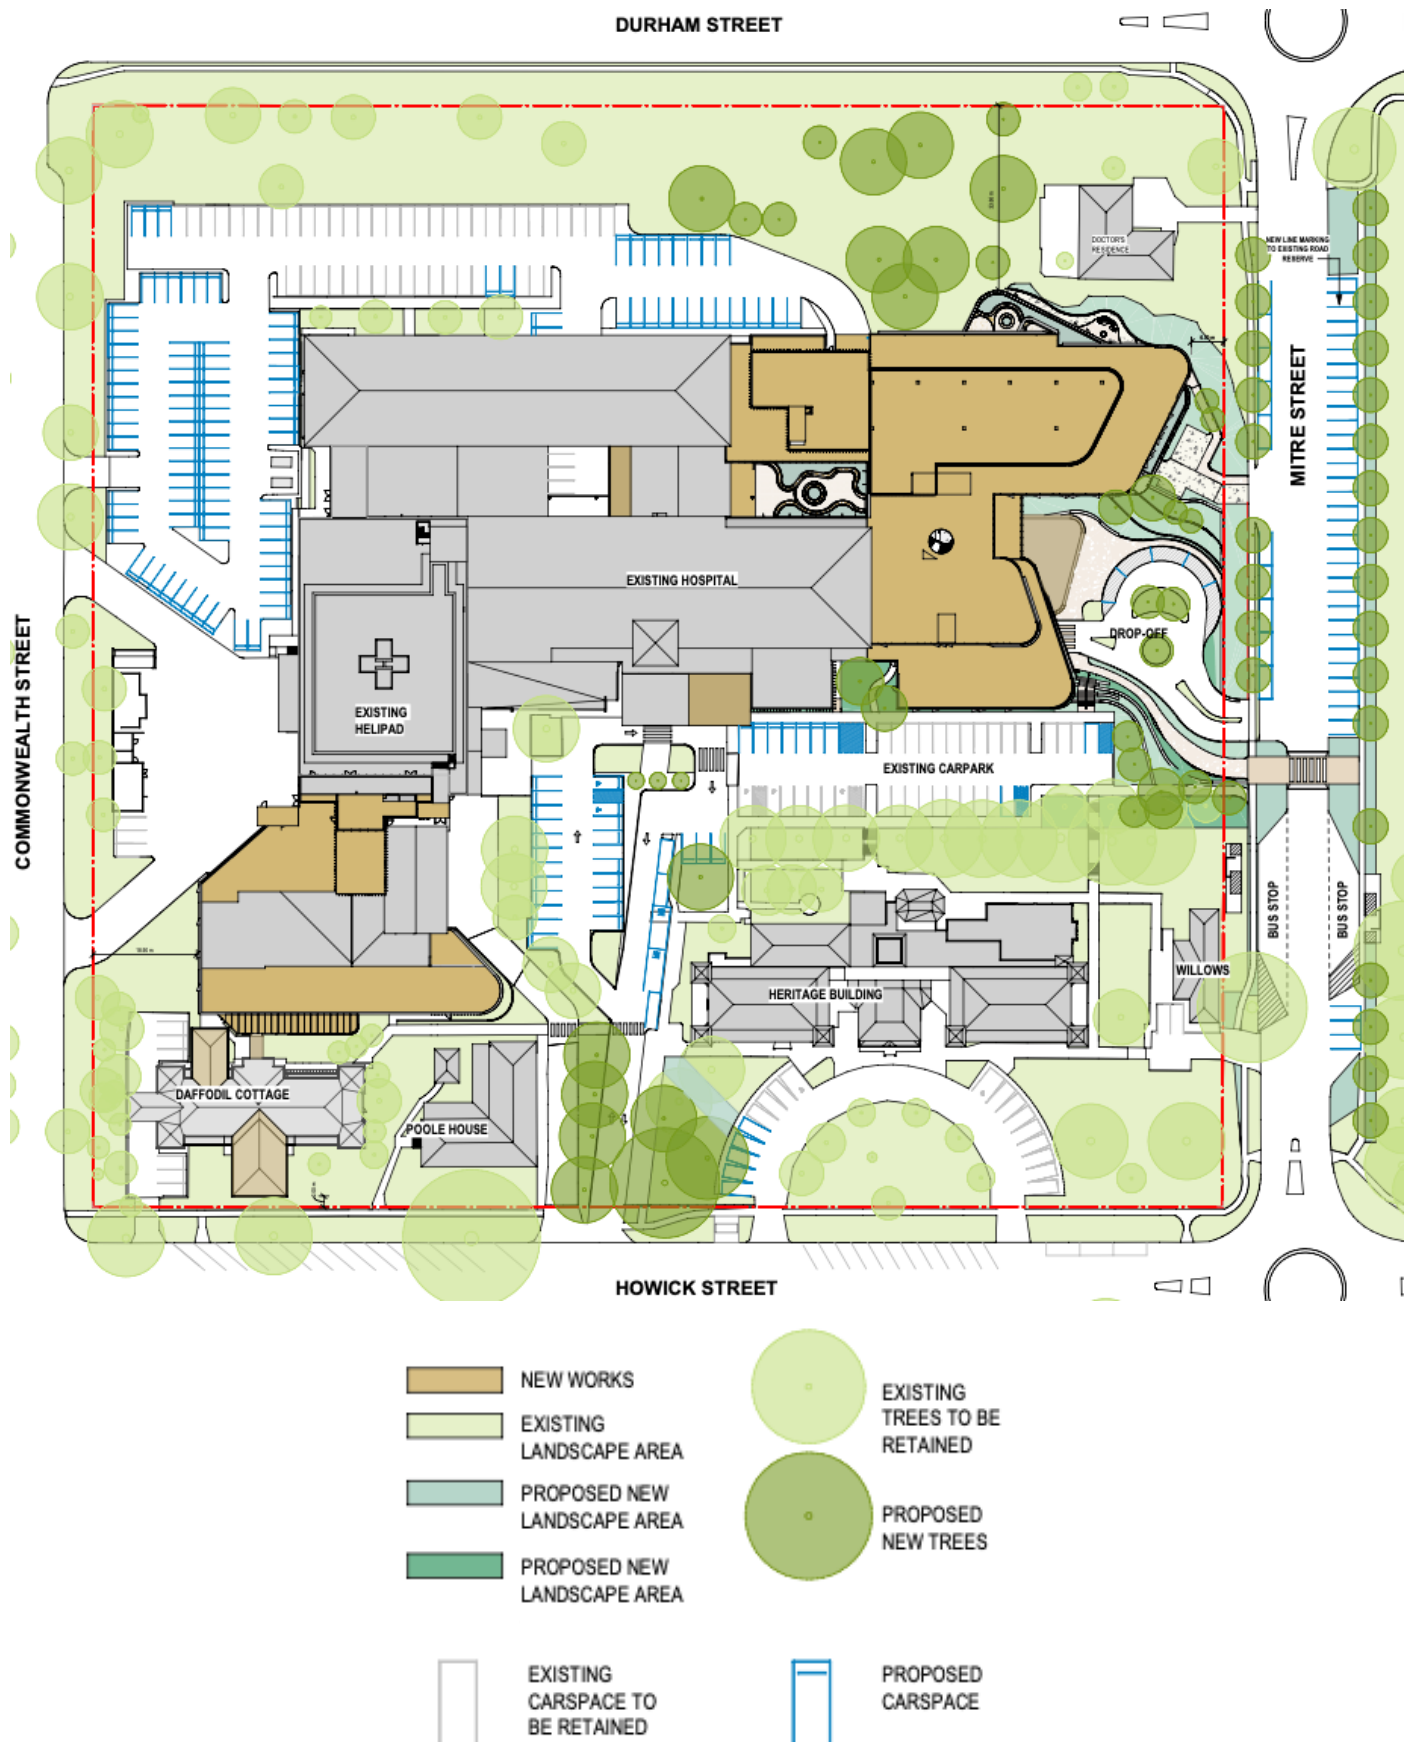 DURHAM STREET
DOCTOR'S
RESIDENCE
NEW LINE MARKING
TO EXISTING ROAD
RESERVE
MITRE STREET
EXISTING HOSPITAL
DROP-OFF
COMMONWEALTH STREET
EXISTING
HELIPAD
EXISTING CARPARK
BUS STOP
BUS STOP
WILLOWS
HERITAGE BUILDING
DAFFODIL COTTAGE
POOLE HOUSE
HOWICK STREET
NEW WORKS
EXISTING
LANDSCAPE AREA
PROPOSED NEW
LANDSCAPE AREA
PROPOSED NEW
LANDSCAPE AREA
EXISTING
TREES TO BE
RETAINED
PROPOSED
NEW TREES
EXISTING
CARSPACE TO
BE RETAINED
PROPOSED
CARSPACE